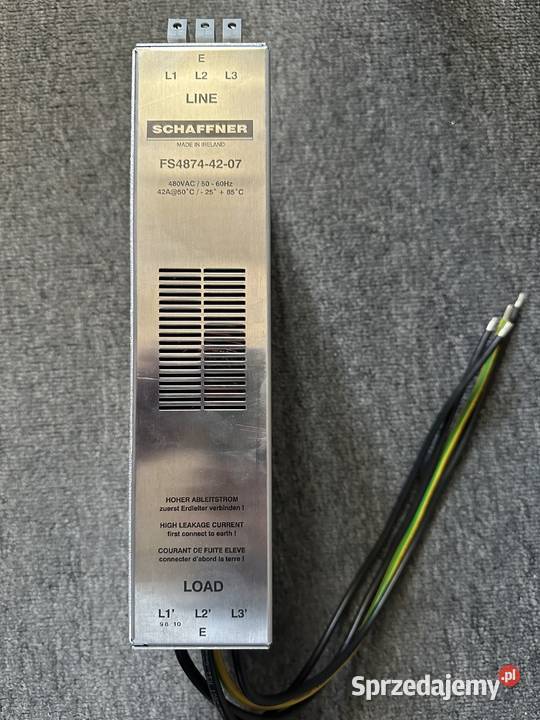 E
L1 L2 L3
LINE
SCHAFFNER
MADE IN IRELAND
FS4874-42-07
480VAC / 50 - 60Hz
42A@50°C / - 25° + 85°C
HOHER ABLEITSTROM
zuerst Erdleiter verbinden !
HIGH LEAKAGE CURRENT
first connect to earth !
COURANT DE FUITE ELEVE
connecter d'abord la terre !
LOAD
L1' L2' L3'
98 10
E
Sprzedajemy.pl